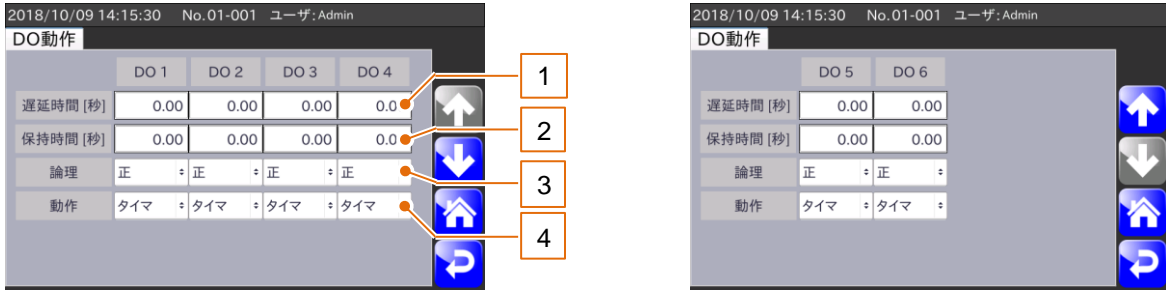 2018/10/09 14:15:30 No.01-001 ユーザ:Admin
DO動作
DO 1 DO 2 DO 3 DO 4
遅延時間 [秒] 0.00 0.00 0.00 0.0
保持時間 [秒] 0.00 0.00 0.00 0.0
論理 正 正 正 正
動作 タイマ タイマ タイマ タイマ
1
2
3
4
2018/10/09 14:15:30 No.01-001 ユーザ:Admin
DO動作
DO 5 DO 6
遅延時間 [秒] 0.00 0.00
保持時間 [秒] 0.00 0.00
論理 正 正
動作 タイマ タイマ